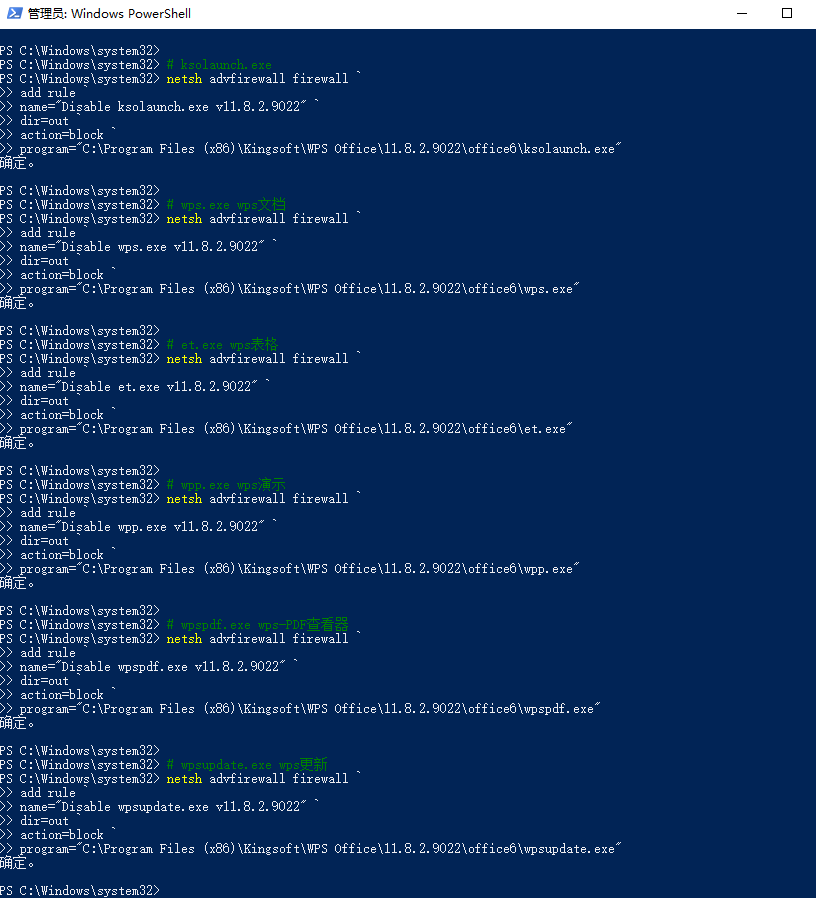 管理员: Windows PowerShell
PS C:\Windows\system32>
PS C:\Windows\system32> # ksolaunch.exe
PS C:\Windows\system32> netsh advfirewall firewall `
>> add rule `
>> name="Disable ksolaunch.exe v11.8.2.9022" `
>> dir=out `
>> action=block `
>> program="C:\Program Files (x86)\Kingsoft\WPS Office\11.8.2.9022\office6\ksolaunch.exe"
确定。
PS C:\Windows\system32>
PS C:\Windows\system32> # wps.exe wps文档
PS C:\Windows\system32> netsh advfirewall firewall `
>> add rule `
>> name="Disable wps.exe v11.8.2.9022" `
>> dir=out `
>> action=block `
>> program="C:\Program Files (x86)\Kingsoft\WPS Office\11.8.2.9022\office6\wps.exe"
确定。
PS C:\Windows\system32>
PS C:\Windows\system32> # et.exe wps表格
PS C:\Windows\system32> netsh advfirewall firewall `
>> add rule `
>> name="Disable et.exe v11.8.2.9022" `
>> dir=out `
>> action=block `
>> program="C:\Program Files (x86)\Kingsoft\WPS Office\11.8.2.9022\office6\et.exe"
确定。
PS C:\Windows\system32>
PS C:\Windows\system32> # wpp.exe wps演示
PS C:\Windows\system32> netsh advfirewall firewall `
>> add rule `
>> name="Disable wpp.exe v11.8.2.9022" `
>> dir=out `
>> action=block `
>> program="C:\Program Files (x86)\Kingsoft\WPS Office\11.8.2.9022\office6\wpp.exe"
确定。
PS C:\Windows\system32>
PS C:\Windows\system32> # wpspdf.exe wps-PDF查看器
PS C:\Windows\system32> netsh advfirewall firewall `
>> add rule `
>> name="Disable wpspdf.exe v11.8.2.9022" `
>> dir=out `
>> action=block `
>> program="C:\Program Files (x86)\Kingsoft\WPS Office\11.8.2.9022\office6\wpspdf.exe"
确定。
PS C:\Windows\system32>
PS C:\Windows\system32> # wpsupdate.exe wps更新
PS C:\Windows\system32> netsh advfirewall firewall `
>> add rule `
>> name="Disable wpsupdate.exe v11.8.2.9022" `
>> dir=out `
>> action=block `
>> program="C:\Program Files (x86)\Kingsoft\WPS Office\11.8.2.9022\office6\wpsupdate.exe"
确定。
PS C:\Windows\system32>